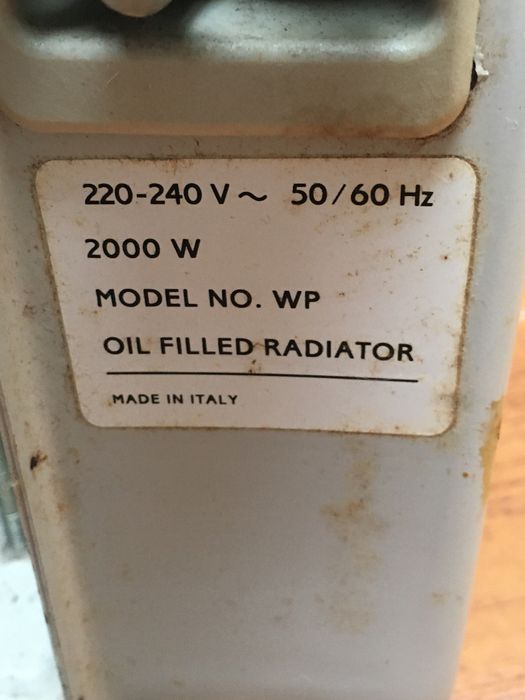 220-240 V ~ 50/60 Hz
2000 W
MODEL NO. WP
OIL FILLED RADIATOR
MADE IN ITALY